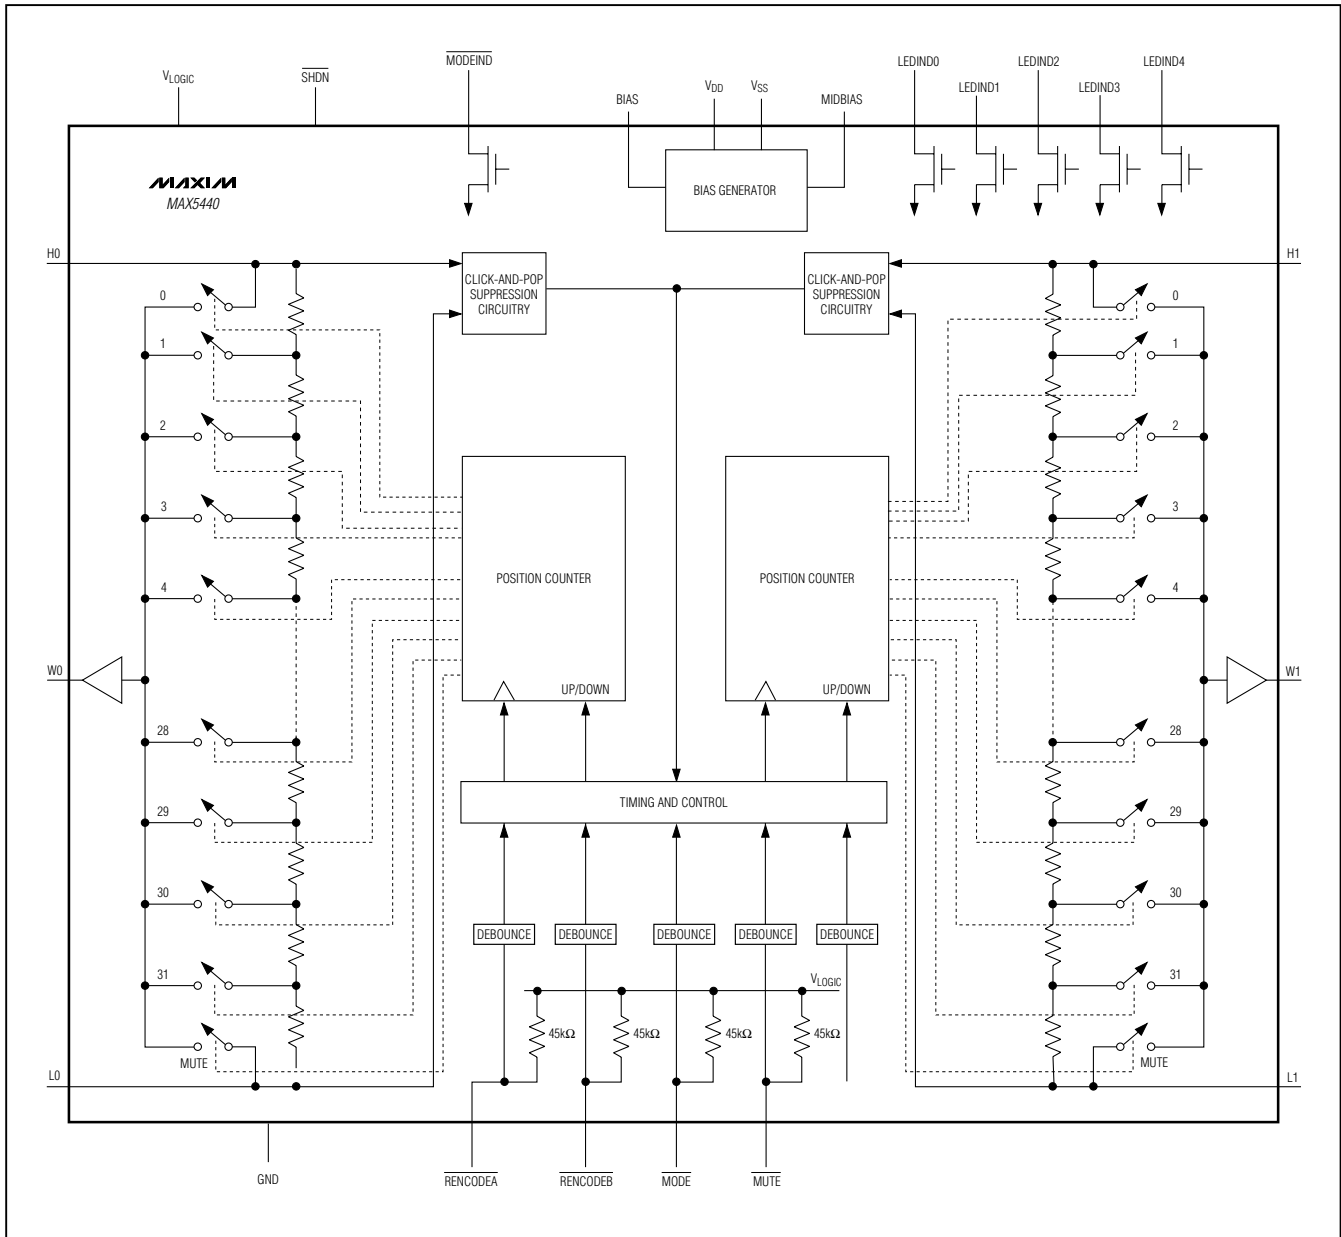 MODEIND
VLOGIC
SHDN
BIAS
VDD
VSS
MIDBIAS
LEDIND0
LEDIND1
LEDIND2
LEDIND3
LEDIND4
MAXIM
MAX5440
BIAS GENERATOR
H0
H1
CLICK-AND-POP
SUPPRESSION
CIRCUITRY
CLICK-AND-POP
SUPPRESSION
CIRCUITRY
0
0
1
1
2
2
3
3
4
4
POSITION COUNTER
POSITION COUNTER
W0
W1
UP/DOWN
UP/DOWN
28
28
29
29
TIMING AND CONTROL
30
30
DEBOUNCE
DEBOUNCE
DEBOUNCE
DEBOUNCE
DEBOUNCE
31
31
VLOGIC
45kΩ
45kΩ
45kΩ
45kΩ
MUTE
MUTE
L0
L1
GND
RENCODEA
RENCODEB
MODE
MUTE